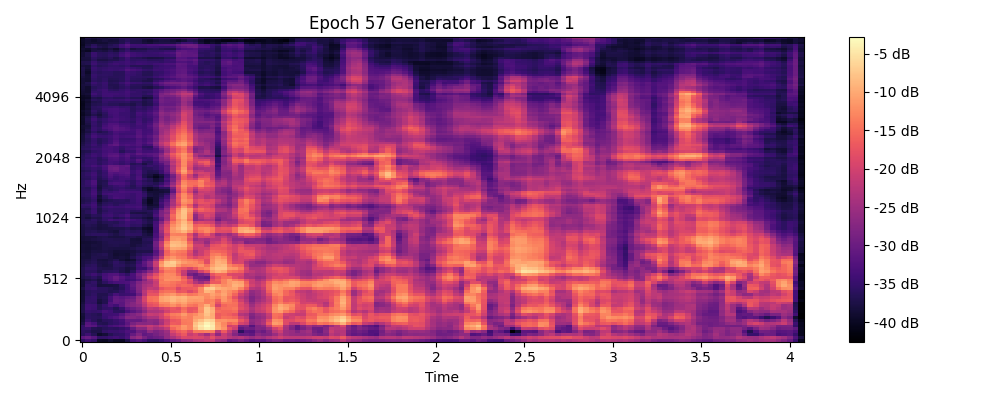 Epoch 57 Generator 1 Sample 1
Hz
4096
2048
1024
512
0
0
0.5
1
1.5
2
2.5
3
3.5
4
Time
-5 dB
-10 dB
-15 dB
-20 dB
-25 dB
-30 dB
-35 dB
-40 dB